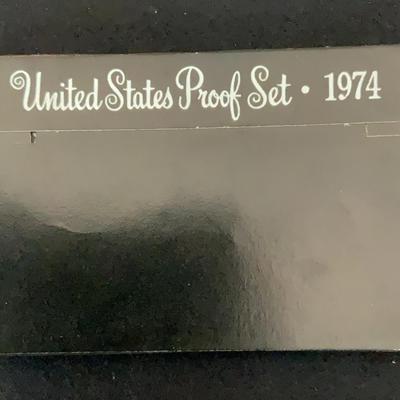 United States Proof Set • 1974